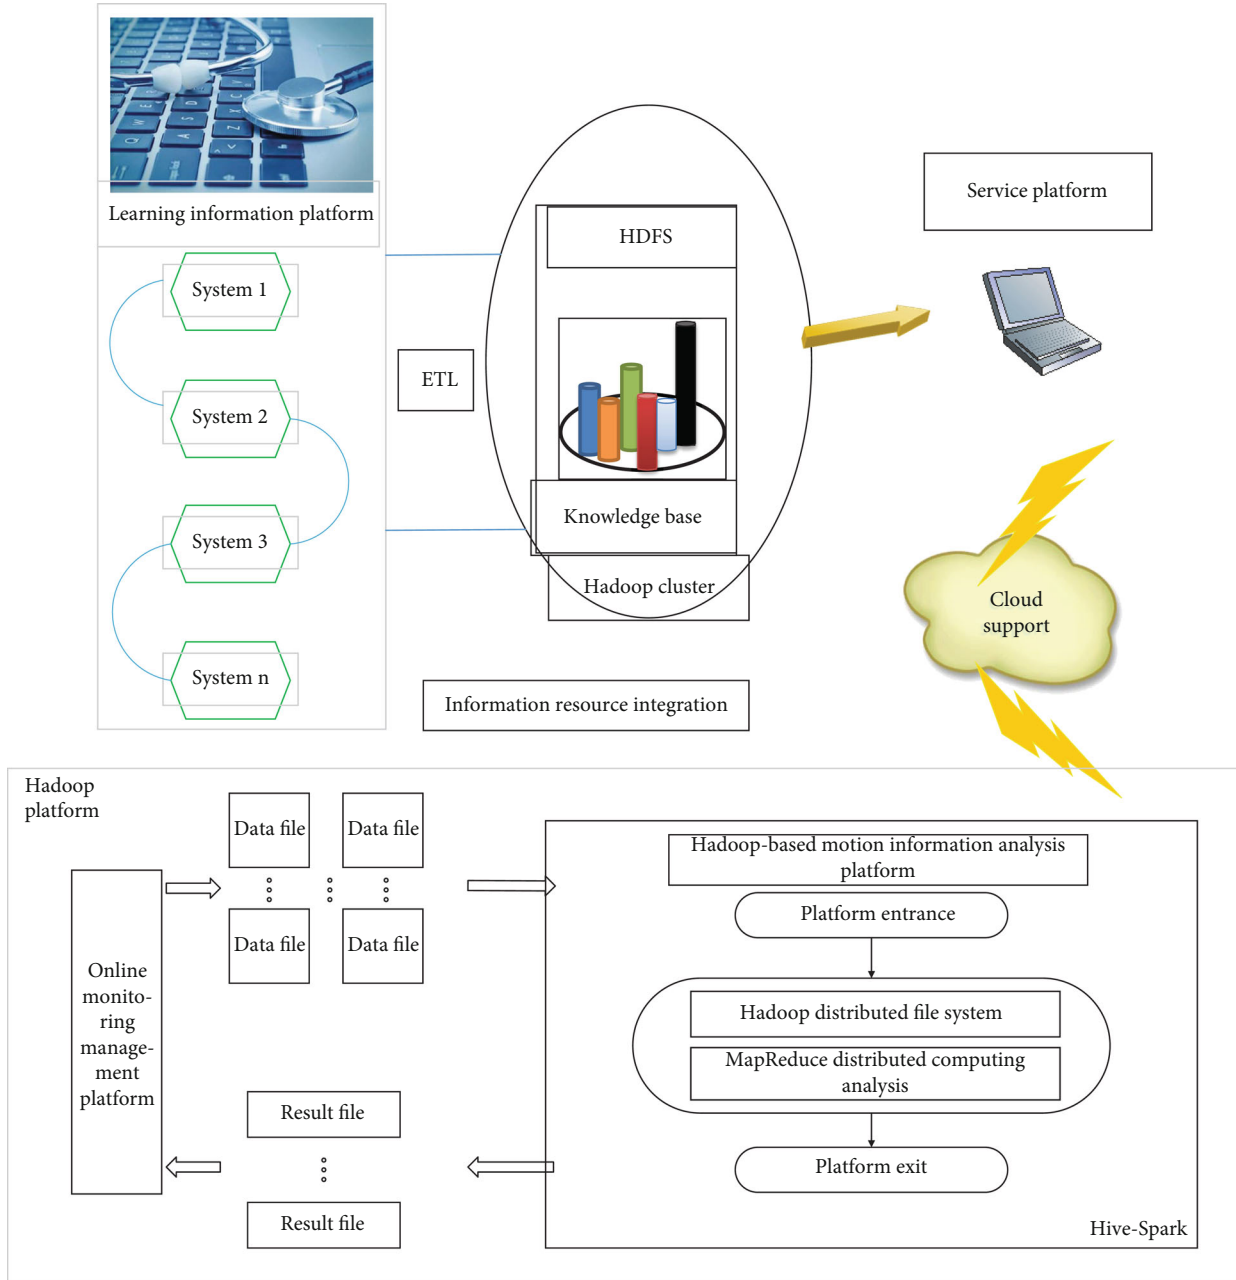 Learning information platform
System 1
System 2
System 3
System n
ETL
HDFS
Knowledge base
Hadoop cluster
Information resource integration
Service platform
Cloud
support
Hadoop
platform
Online
monito-
ring
manage-
ment
platform
Data file
Data file
Data file
Data file
Result file
Result file
Hadoop-based motion information analysis
platform
Platform entrance
Hadoop distributed file system
MapReduce distributed computing
analysis
Platform exit
Hive-Spark